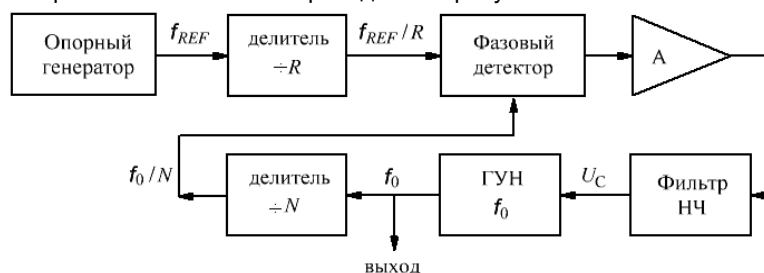 Опорный
генератор
f_REF
делитель
÷R
f_REF/R
Фазовый
детектор
А
f_0/N
делитель
÷N
f_0
ГУН
f_0
U_C
Фильтр
НЧ
выход